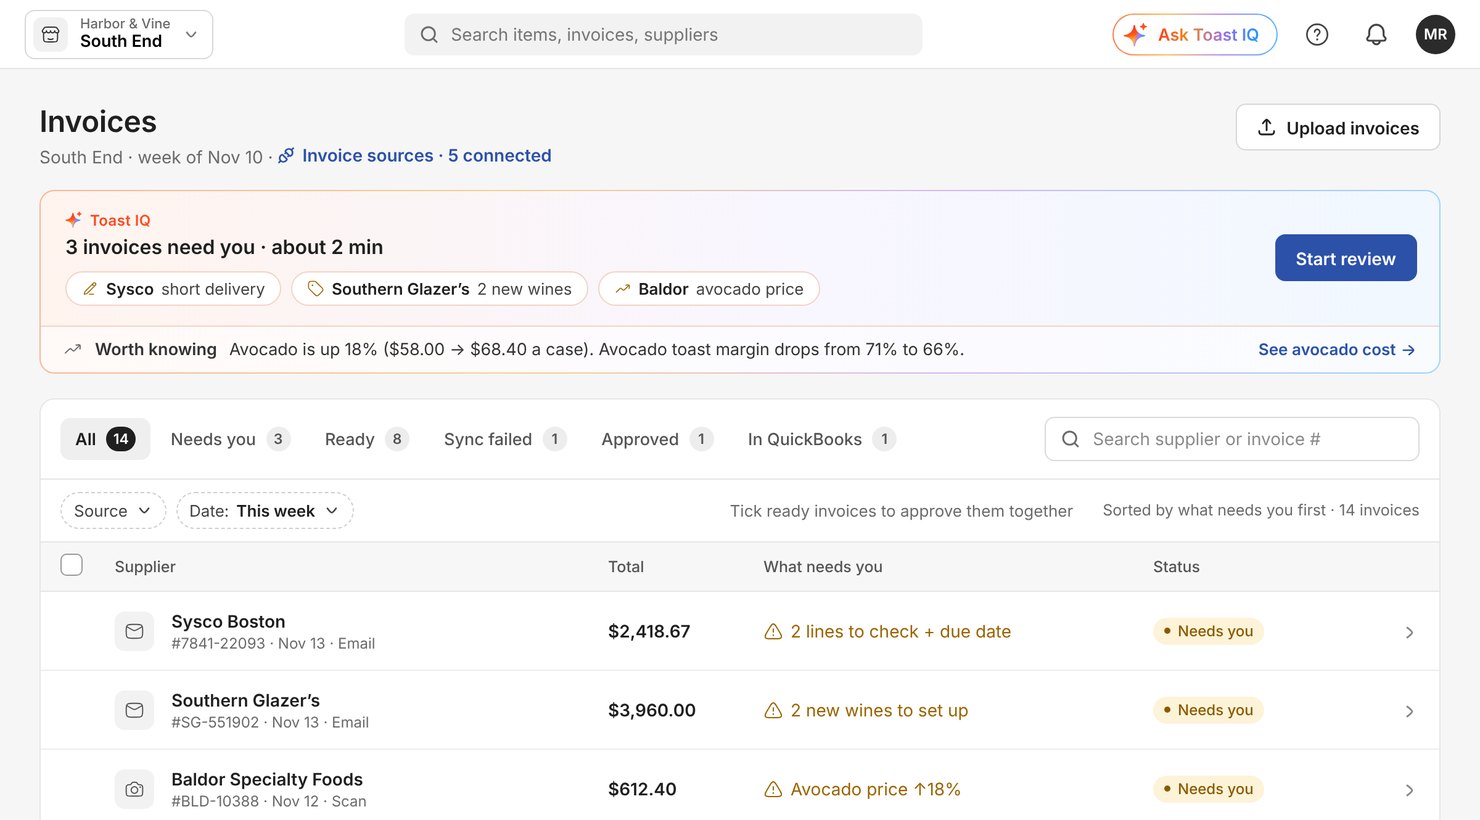 Harbor & Vine
South End
Search items, invoices, suppliers
Ask Toast IQ
MR
Invoices
South End · week of Nov 10 · Invoice sources · 5 connected
Upload invoices
Toast IQ
3 invoices need you · about 2 min
Sysco short delivery
Southern Glazer’s 2 new wines
Baldor avocado price
Start review
Worth knowing Avocado is up 18% ($58.00 → $68.40 a case). Avocado toast margin drops from 71% to 66%.
See avocado cost →
All 14 Needs you 3 Ready 8 Sync failed 1 Approved 1 In QuickBooks 1
Search supplier or invoice #
Source Date: This week
Tick ready invoices to approve them together
Sorted by what needs you first · 14 invoices
Supplier Total What needs you Status
Sysco Boston
#7841-22093 · Nov 13 · Email
$2,418.67
2 lines to check + due date
• Needs you
Southern Glazer’s
#SG-551902 · Nov 13 · Email
$3,960.00
2 new wines to set up
• Needs you
Baldor Specialty Foods
#BLD-10388 · Nov 12 · Scan
$612.40
Avocado price ↑18%
• Needs you